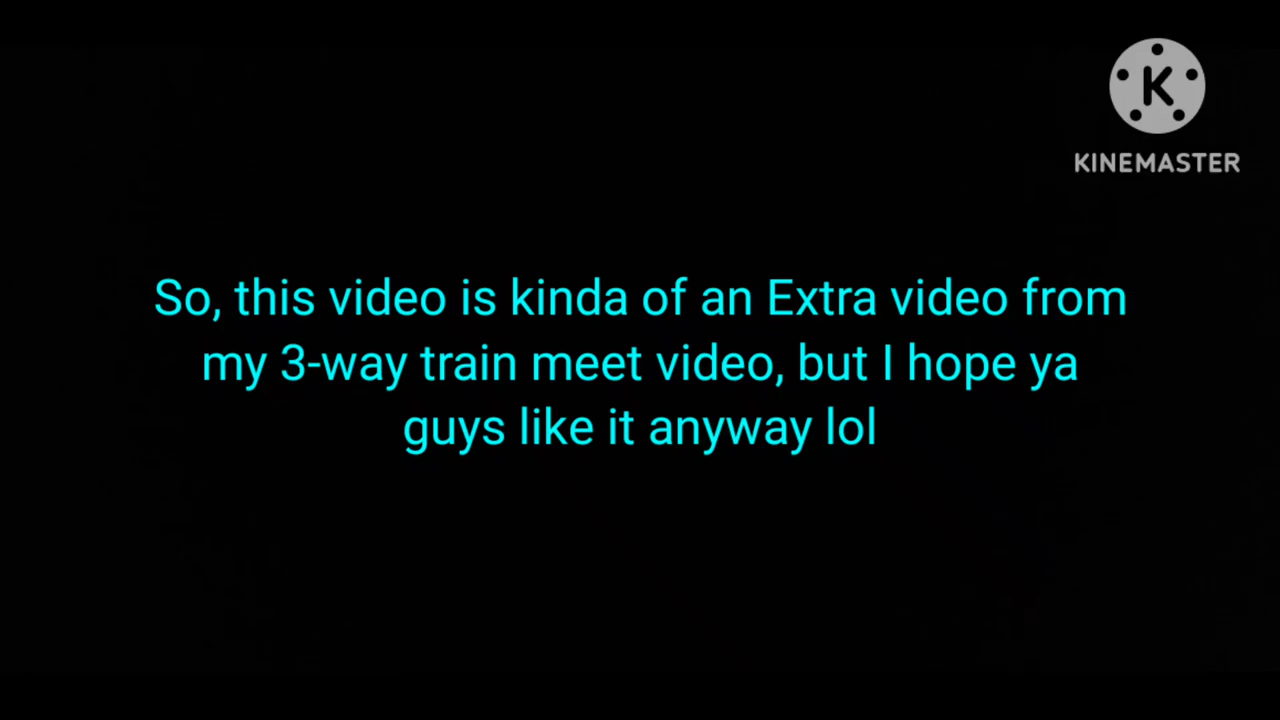 K
KINEMASTER
So, this video is kinda of an Extra video from
my 3-way train meet video, but I hope ya
guys like it anyway lol